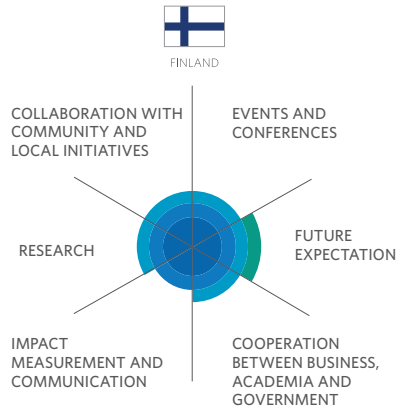 FINLAND
COLLABORATION WITH
COMMUNITY AND
LOCAL INITIATIVES
EVENTS AND
CONFERENCES
RESEARCH
FUTURE
EXPECTATION
IMPACT
MEASUREMENT AND
COMMUNICATION
COOPERATION
BETWEEN BUSINESS,
ACADEMIA AND
GOVERNMENT